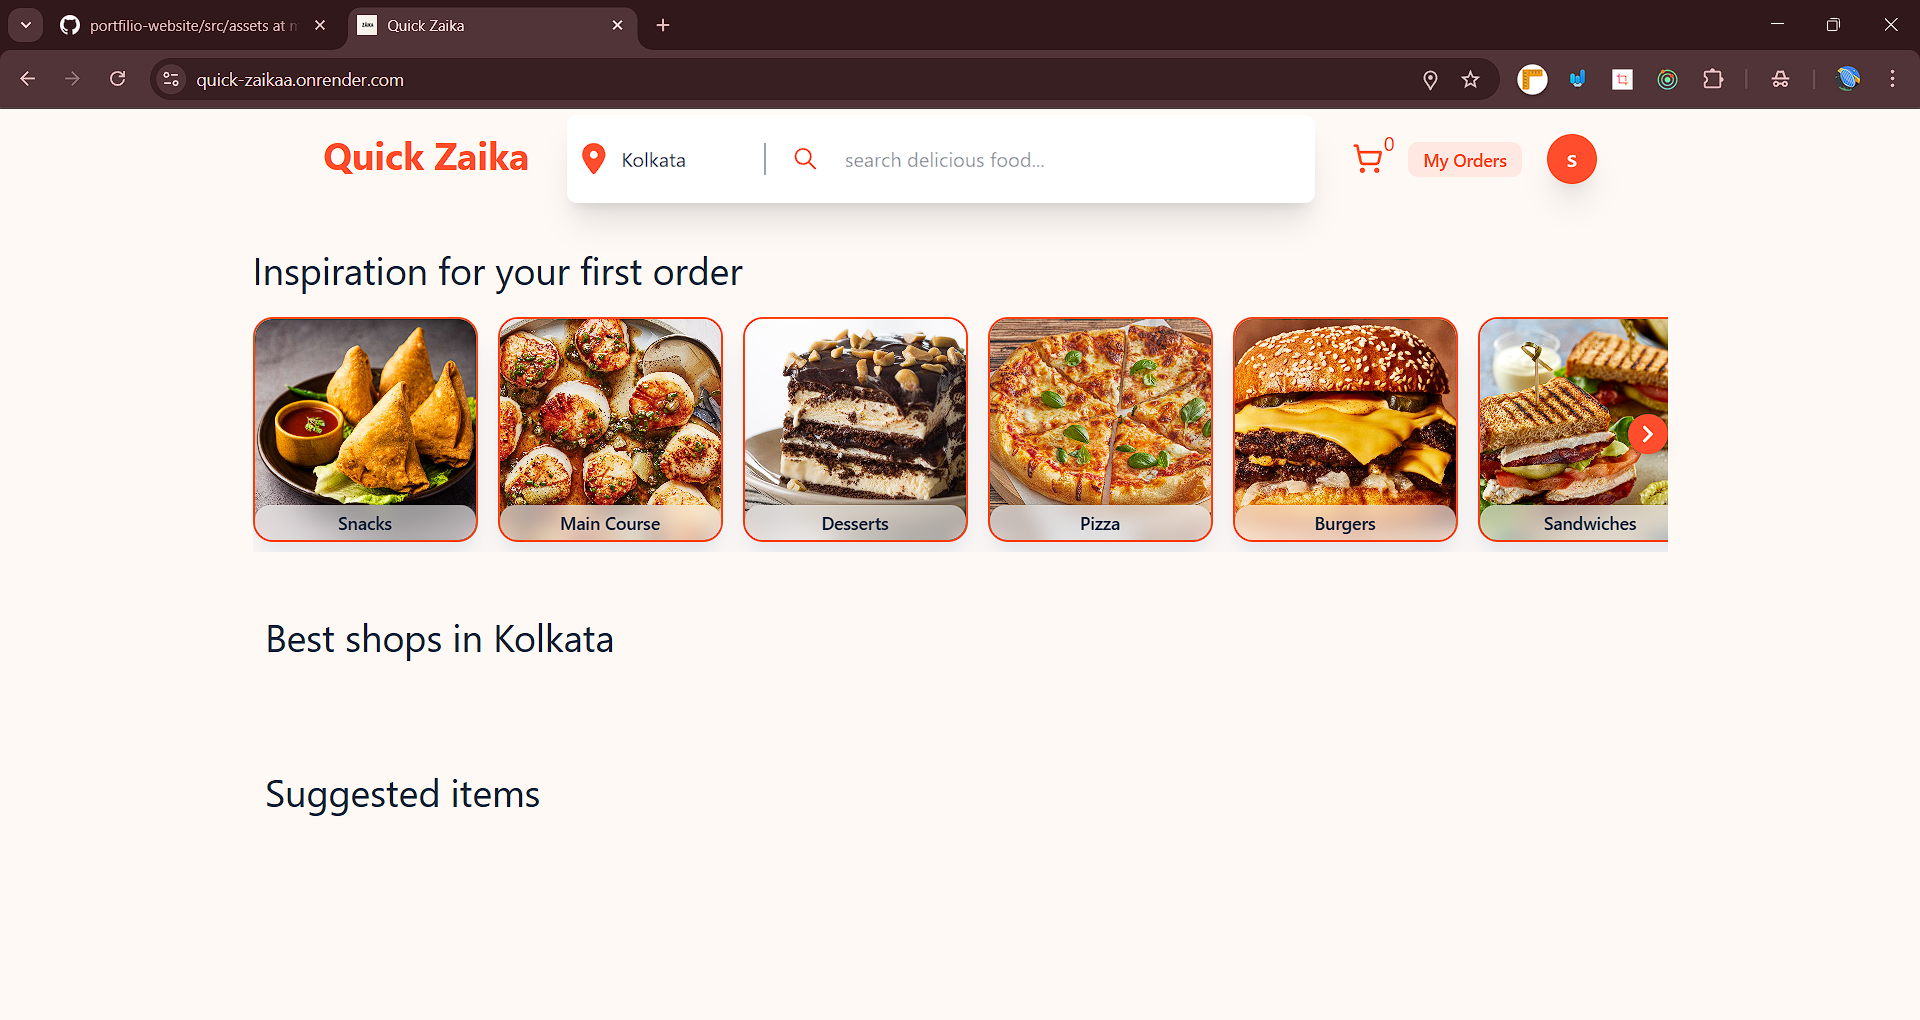 portfilio-website/src/assets at m
Quick Zaika
quick-zaikaa.onrender.com
Quick Zaika
Kolkata
search delicious food...
0
My Orders
s
Inspiration for your first order
Snacks
Main Course
Desserts
Pizza
Burgers
Sandwiches
Best shops in Kolkata
Suggested items